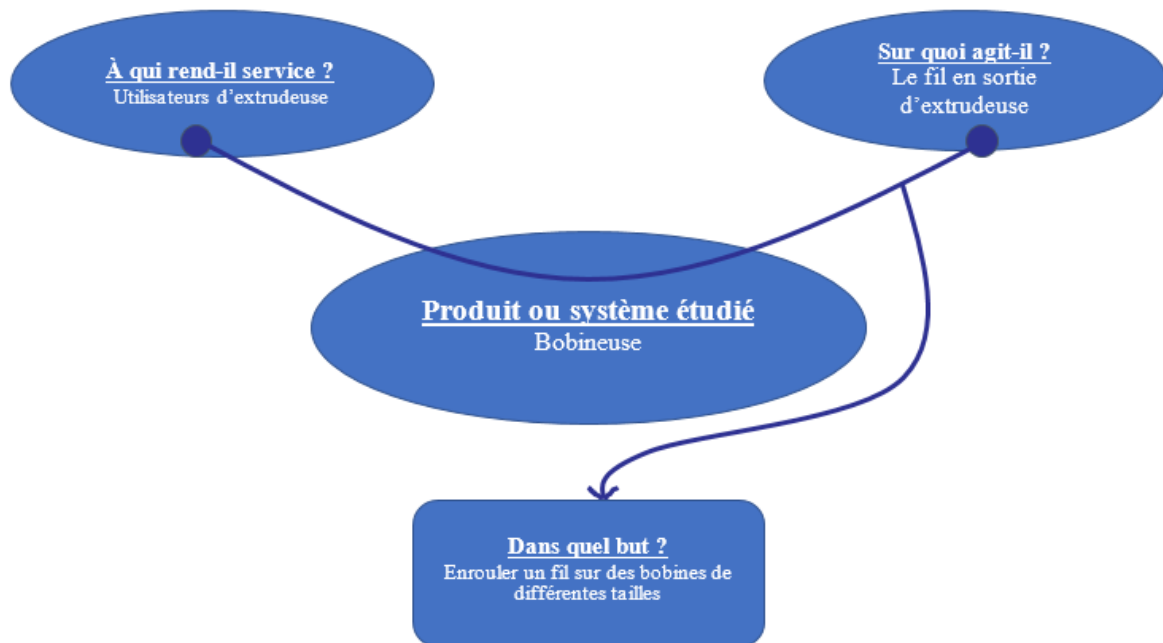 À qui rend-il service ?
Utilisateurs d’extrudeuse
Sur quoi agit-il ?
Le fil en sortie
d’extrudeuse
Produit ou système étudié
Bobineuse
Dans quel but ?
Enrouler un fil sur des bobines de
différentes tailles